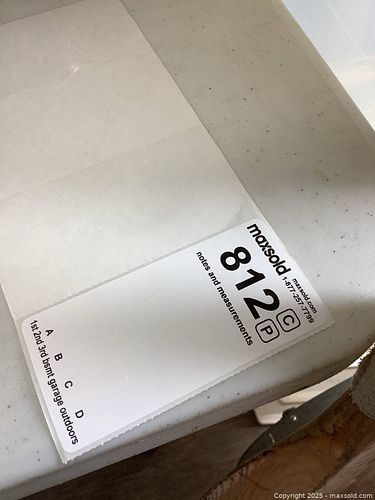 maxsold
maxsold.com
1-877-257-7799
812
C
P
notes and measurements
A B C D
1st 2nd 3rd bsmt garage outdoors
Copyright 2025 - maxsold.com